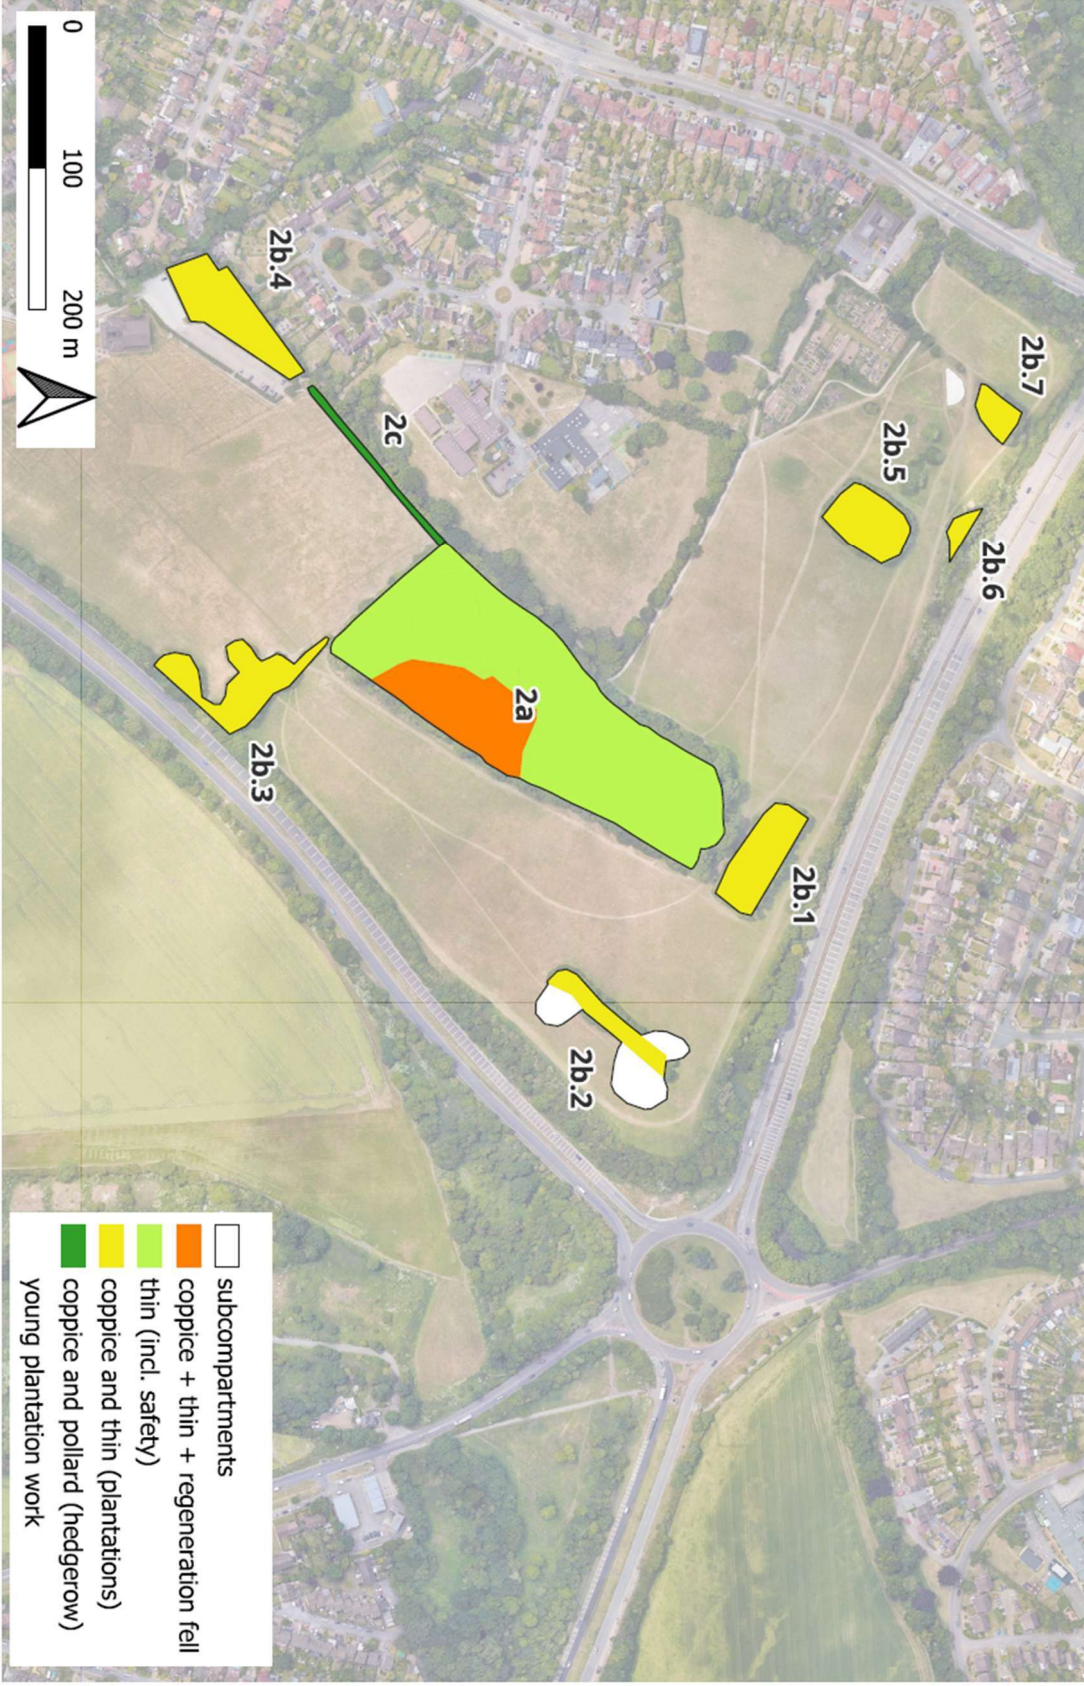 2b.7
2b.5
2b.6
2b.4
2c
2a
2b.1
2b.3
2b.2
0 100 200 m
subcompartments
coppice + thin + regeneration fell
thin (incl. safety)
coppice and thin (plantations)
coppice and pollard (hedgerow)
young plantation work